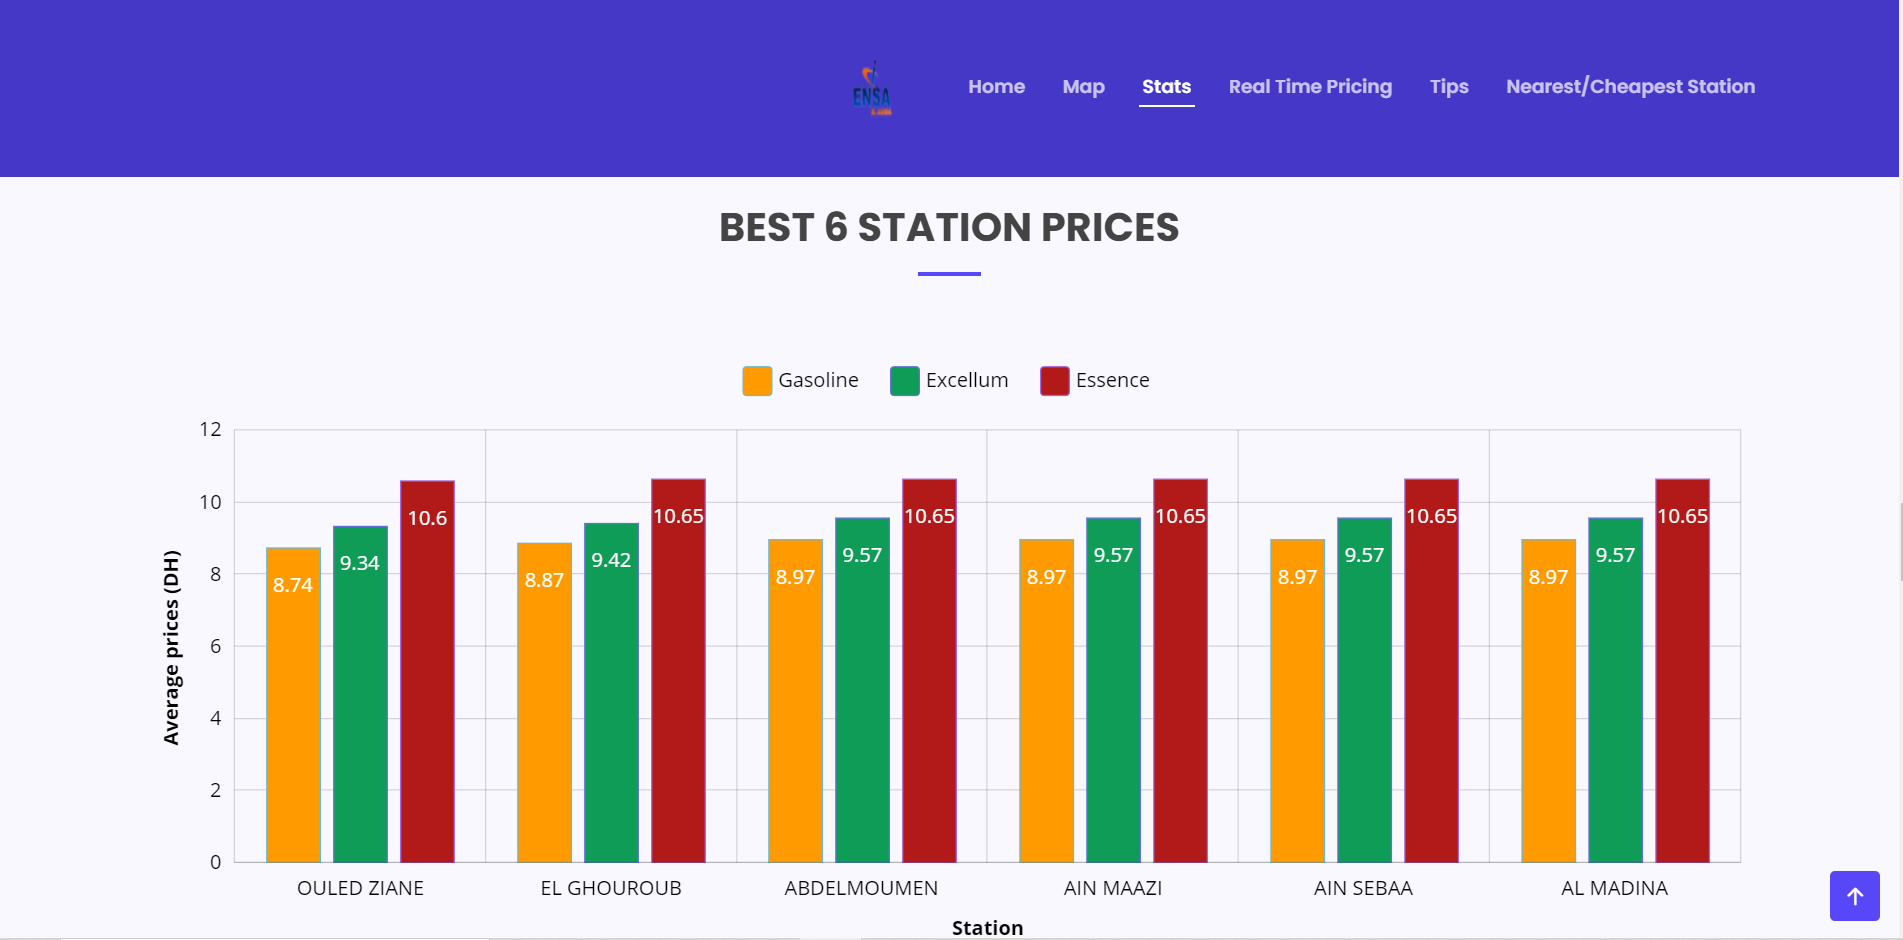 ENSA
Home Map Stats Real Time Pricing Tips Nearest/Cheapest Station
BEST 6 STATION PRICES
Gasoline Excellum Essence
Average prices (DH)
12
10
8
6
4
2
0
8.74 9.34 10.6 8.87 9.42 10.65 8.97 9.57 10.65 8.97 9.57 10.65 8.97 9.57 10.65 8.97 9.57 10.65
OULED ZIANE EL GHOUROUB ABDELMOUMEN AIN MAAZI AIN SEBAA AL MADINA
Station